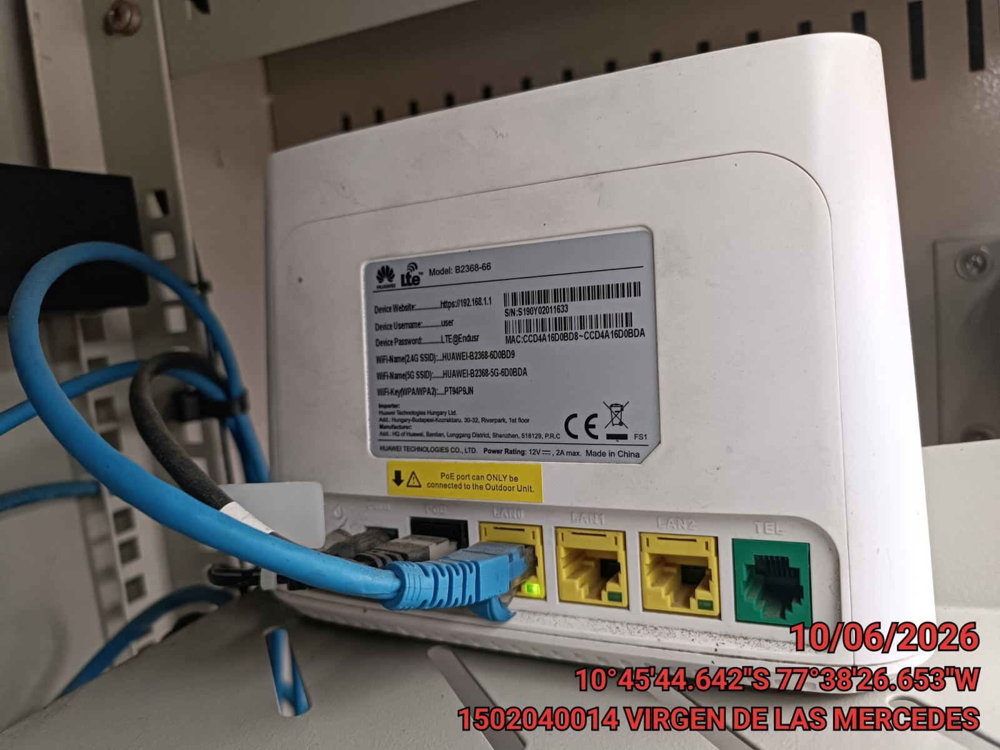 HUAWEI
Lte™
Model: B2368-66
Device Website:................https://192.168.1.1
Device Username:............user
Device Password:............LTE@Endusr
WiFi-Name(2.4G SSID):...HUAWEI-B2368-6D0BD9
WiFi-Name(5G SSID):......HUAWEI-B2368-5G-6D0BDA
WiFi-Key(WPA/WPA2):....PT94P9JN
S/N:S190Y02011633
MAC:CCD4A16D0BD8~CCD4A16D0BDA
Importer:
Huawei Technologies Hungary Ltd.
Add.: Hungary-Budapest-Kozraktaru. 30-32, Riverpark, 1st floor
Manufacturer:
Add.: HQ of Huawei, Bantian, Longgang District, Shenzhen, 518129, P.R.C
CE
FS1
HUAWEI TECHNOLOGIES CO., LTD. Power Rating: 12V⎓, 2A max. Made in China
PoE port can ONLY be
connected to the Outdoor Unit.
PWR PoE LAN0 LAN1 LAN2 TEL
10/06/2026
10°45'44.642"S 77°38'26.653"W
1502040014 VIRGEN DE LAS MERCEDES